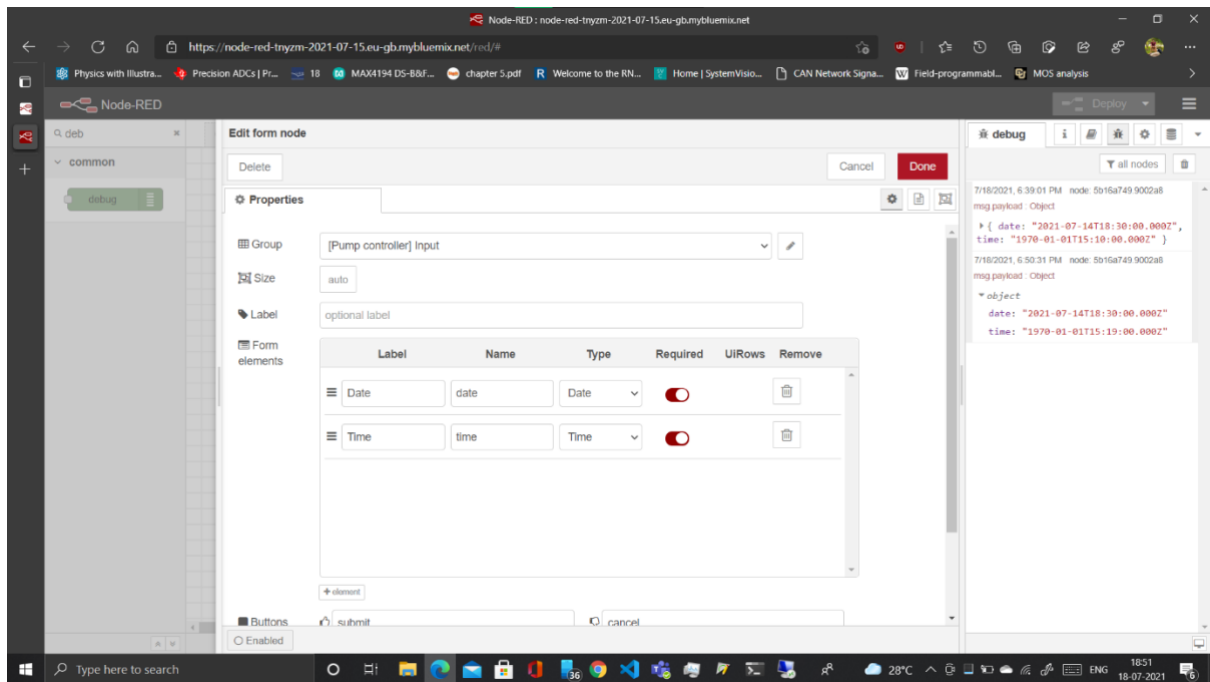 Node-RED : node-red-tnyzm-2021-07-15.eu-gb.mybluemix.net
https://node-red-tnyzm-2021-07-15.eu-gb.mybluemix.net/red/#
Physics with Illustra... Precision ADCs | Pr... 18 MAX4194 DS-B&F... chapter 5.pdf Welcome to the RN... Home | SystemVisio... CAN Network Signa... Field-programmabl... MOS analysis
Node-RED Deploy
deb Edit form node debug
common Delete Cancel Done all nodes
debug Properties
7/18/2021, 6:39:01 PM node: 5b16a749.9002a8
msg.payload : Object
{ date: "2021-07-14T18:30:00.000Z",
time: "1970-01-01T15:10:00.000Z" }
7/18/2021, 6:50:31 PM node: 5b16a749.9002a8
msg.payload : Object
object
date: "2021-07-14T18:30:00.000Z"
time: "1970-01-01T15:19:00.000Z"
Group [Pump controller] Input
Size auto
Label optional label
Form
elements
Label Name Type Required UiRows Remove
Date date Date
Time time Time
+ element
Buttons submit cancel
Enabled
Type here to search 36 28°C ENG 18:51
18-07-2021 6